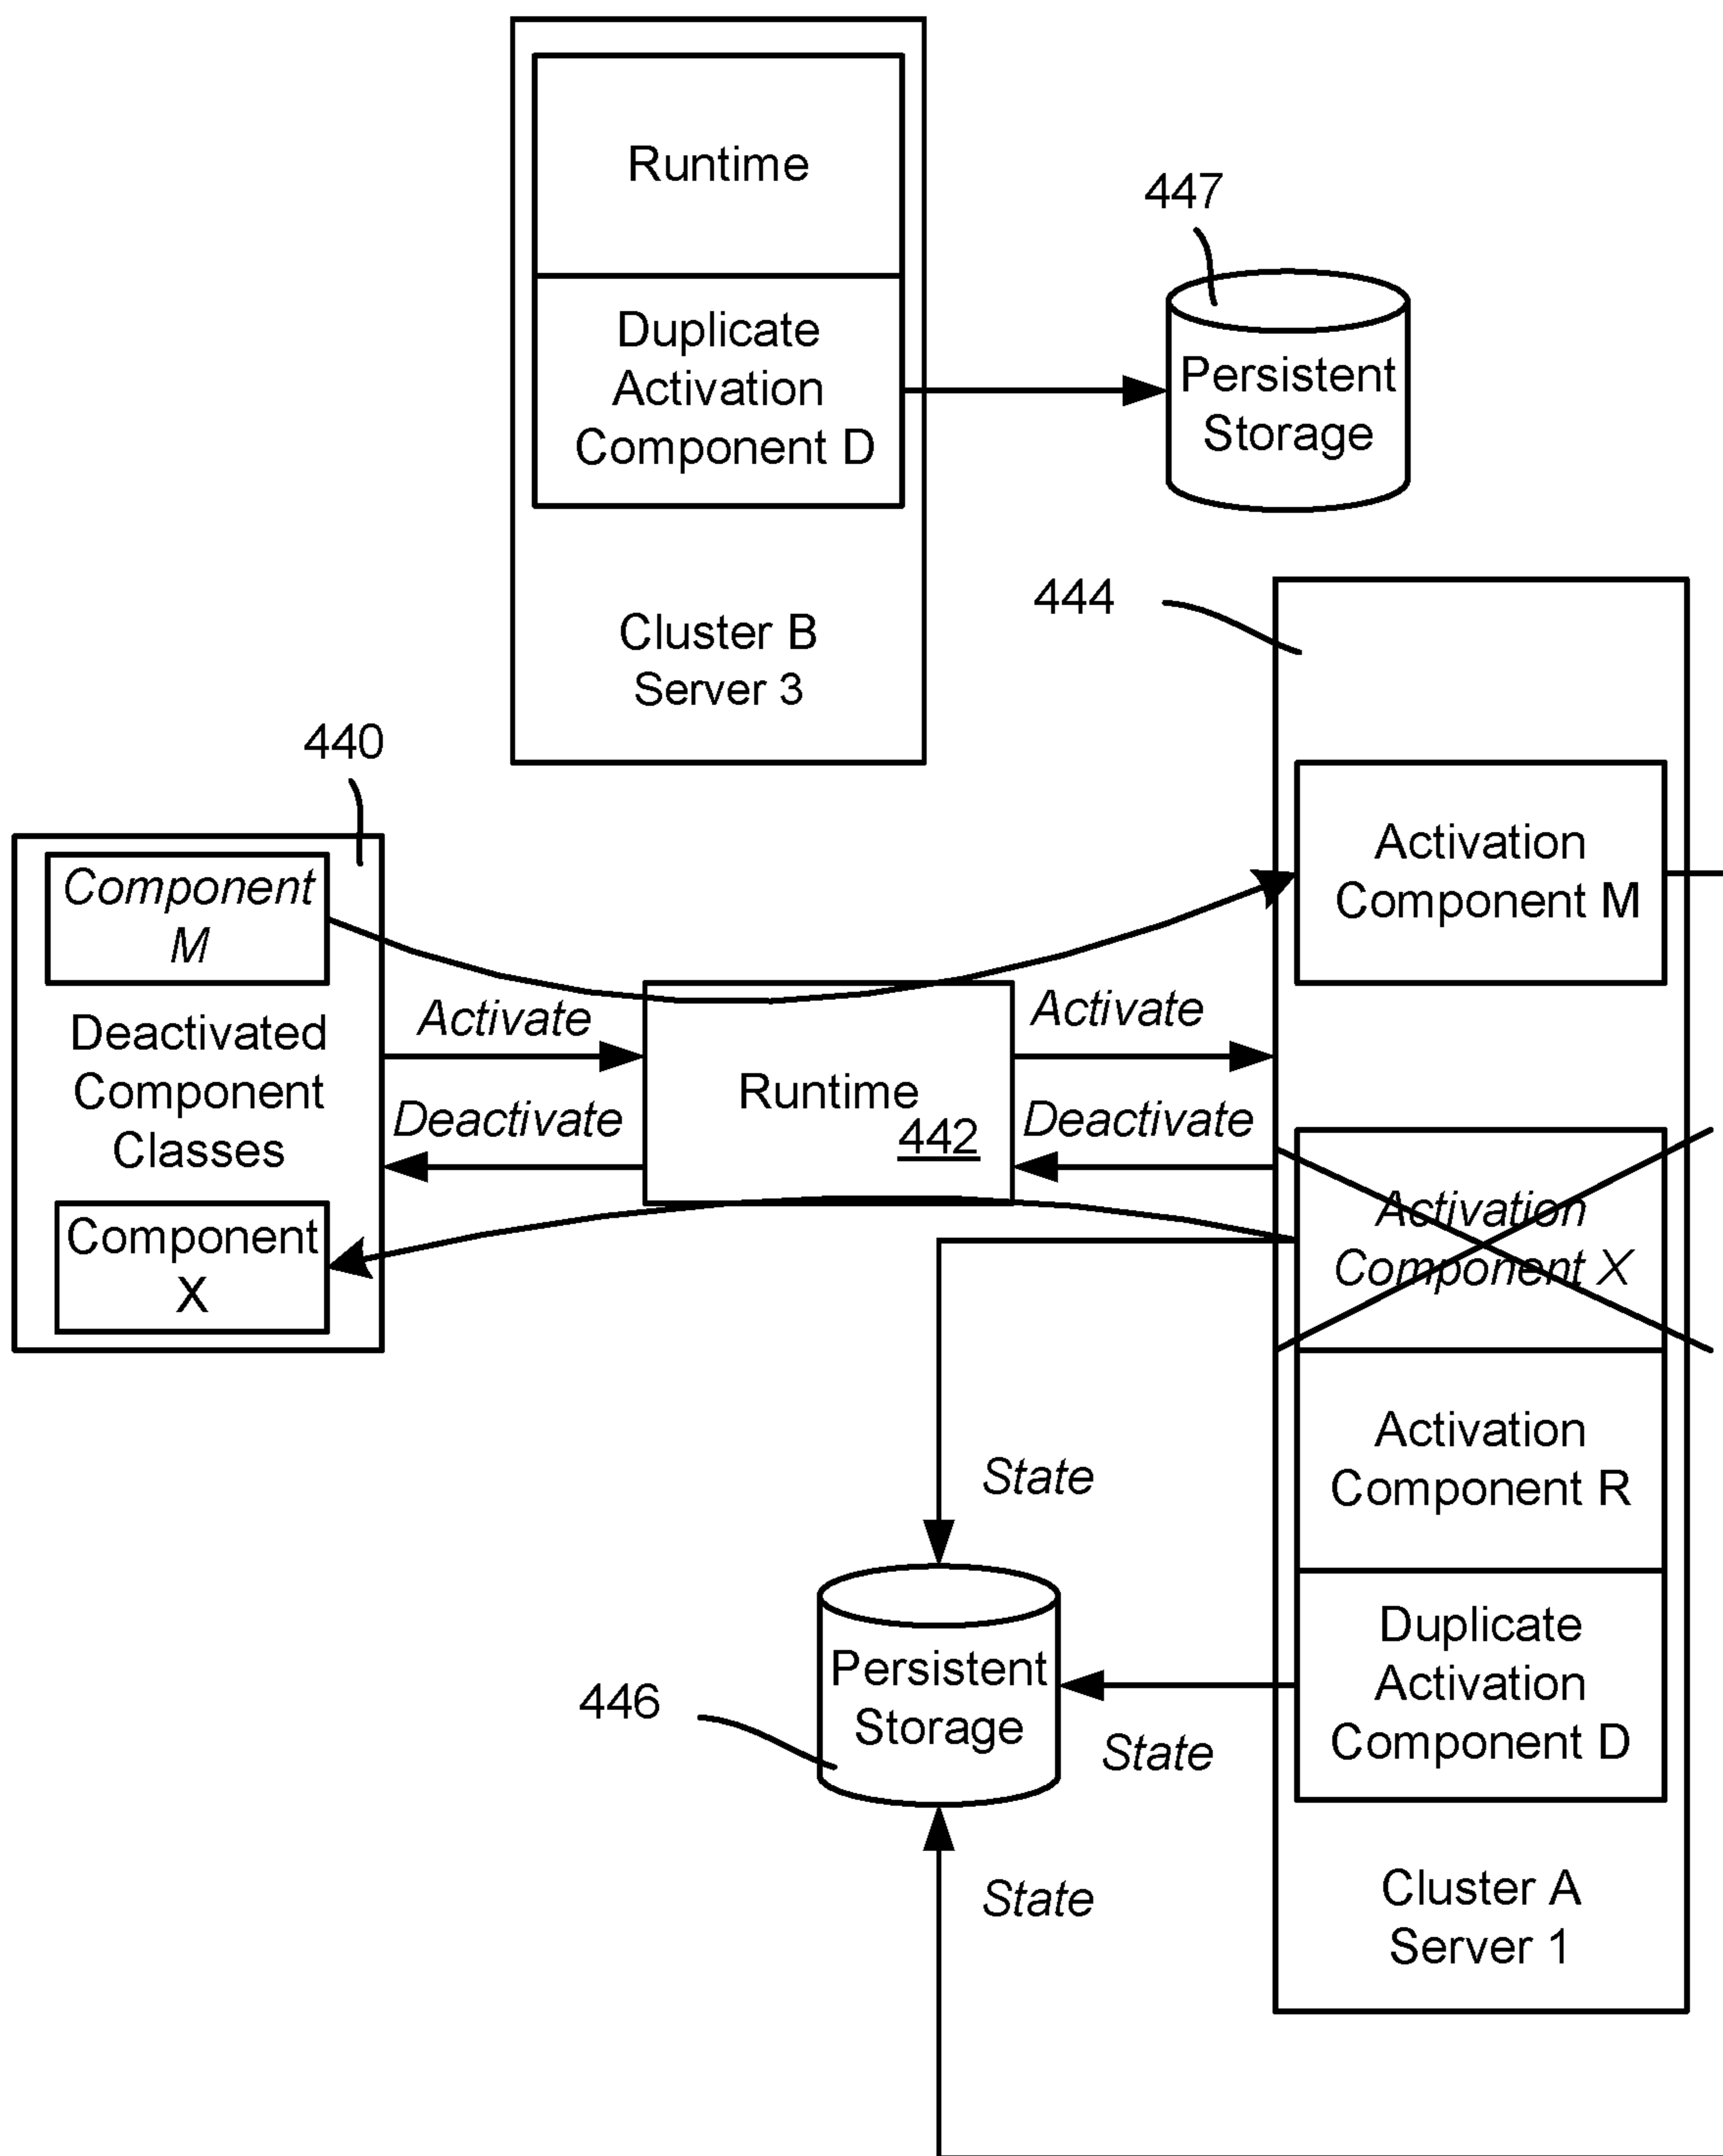 Runtime
Duplicate
Activation
Component D
Cluster B
Server 3
447
Persistent
Storage
444
440
Component
M
Deactivated
Component
Classes
Component
X
Activate
Deactivate
Runtime
442
Activate
Deactivate
Activation
Component M
Activation
Component X
Activation
Component R
Duplicate
Activation
Component D
Cluster A
Server 1
State
446
Persistent
Storage
State
State